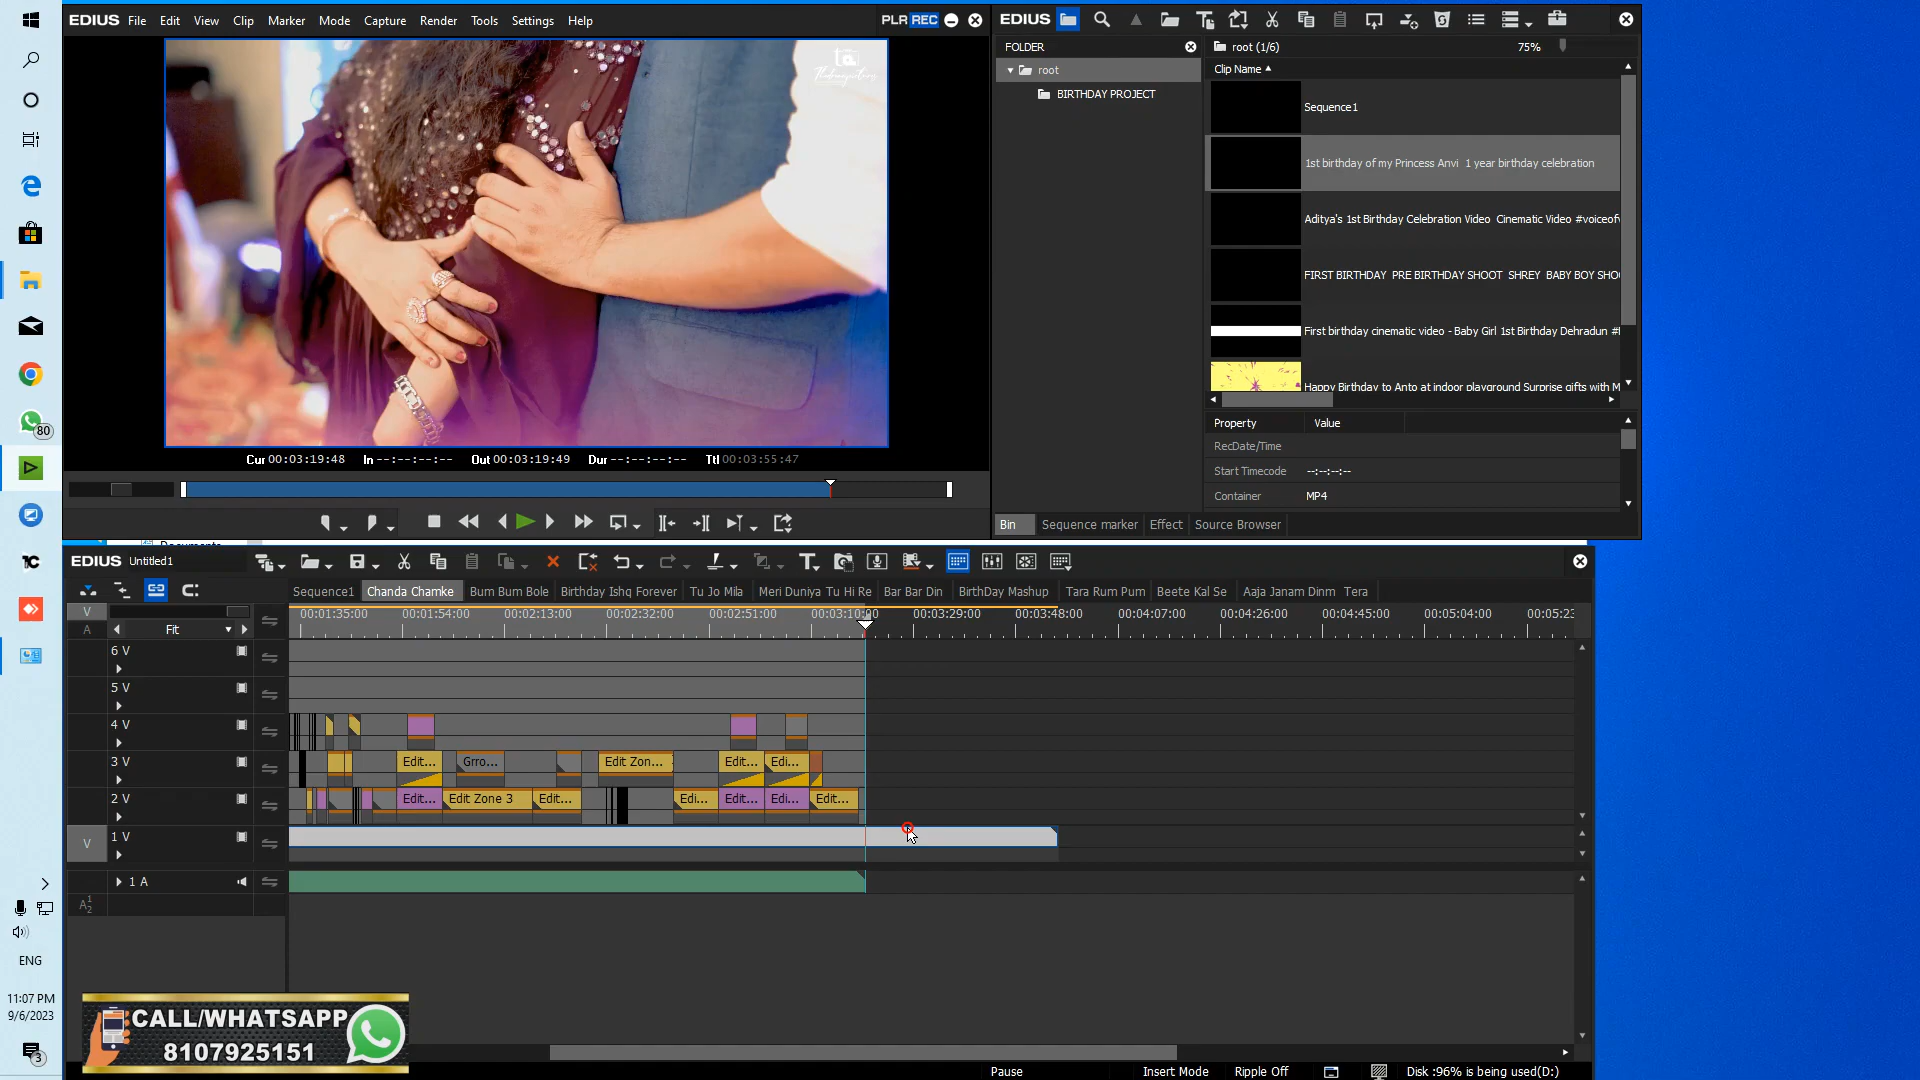 EDIUS File Edit View Clip Marker Mode Capture Render Tools Settings Help PLR REC
EDIUS
FOLDER
root
BIRTHDAY PROJECT
root (1/6) 75%
Clip Name
Sequence1
1st birthday of my Princess Anvi 1 year birthday celebration
Aditya's 1st Birthday Celebration Video Cinematic Video #voiceofv
FIRST BIRTHDAY PRE BIRTHDAY SHOOT SHREY BABY BOY SHO
First birthday cinematic video - Baby Girl 1st Birthday Dehradun #
Happy Birthday to Anto at indoor playground Surprise gifts with M
Property Value
RecDate/Time
Start Timecode --:--:--:--
Container MP4
Bin Sequence marker Effect Source Browser
Cur 00:03:19:48 In --:--:--:-- Out 00:03:19:49 Dur --:--:--:-- Ttl 00:03:55:47
EDIUS Untitled1
Sequence1 Chanda Chamke Bum Bum Bole Birthday Ishq Forever Tu Jo Mila Meri Duniya Tu Hi Re Bar Bar Din BirthDay Mashup Tara Rum Pum Beete Kal Se Aaja Janam Dinm Tera
V
A
Fit
00:01:35:00 00:01:54:00 00:02:13:00 00:02:32:00 00:02:51:00 00:03:10:00 00:03:29:00 00:03:48:00 00:04:07:00 00:04:26:00 00:04:45:00 00:05:04:00 00:05:23
6 V
5 V
4 V
3 V Edit... Grro... Edit Zon... Edit... Edi...
2 V Edit... Edit Zone 3 Edit... Edi... Edit... Edi... Edit...
V 1 V
1 A
A 1 2
80
TC
ENG
11:07 PM
9/6/2023
3
CALL/WHATSAPP
8107925151
Pause Insert Mode Ripple Off Disk :96% is being used(D:)